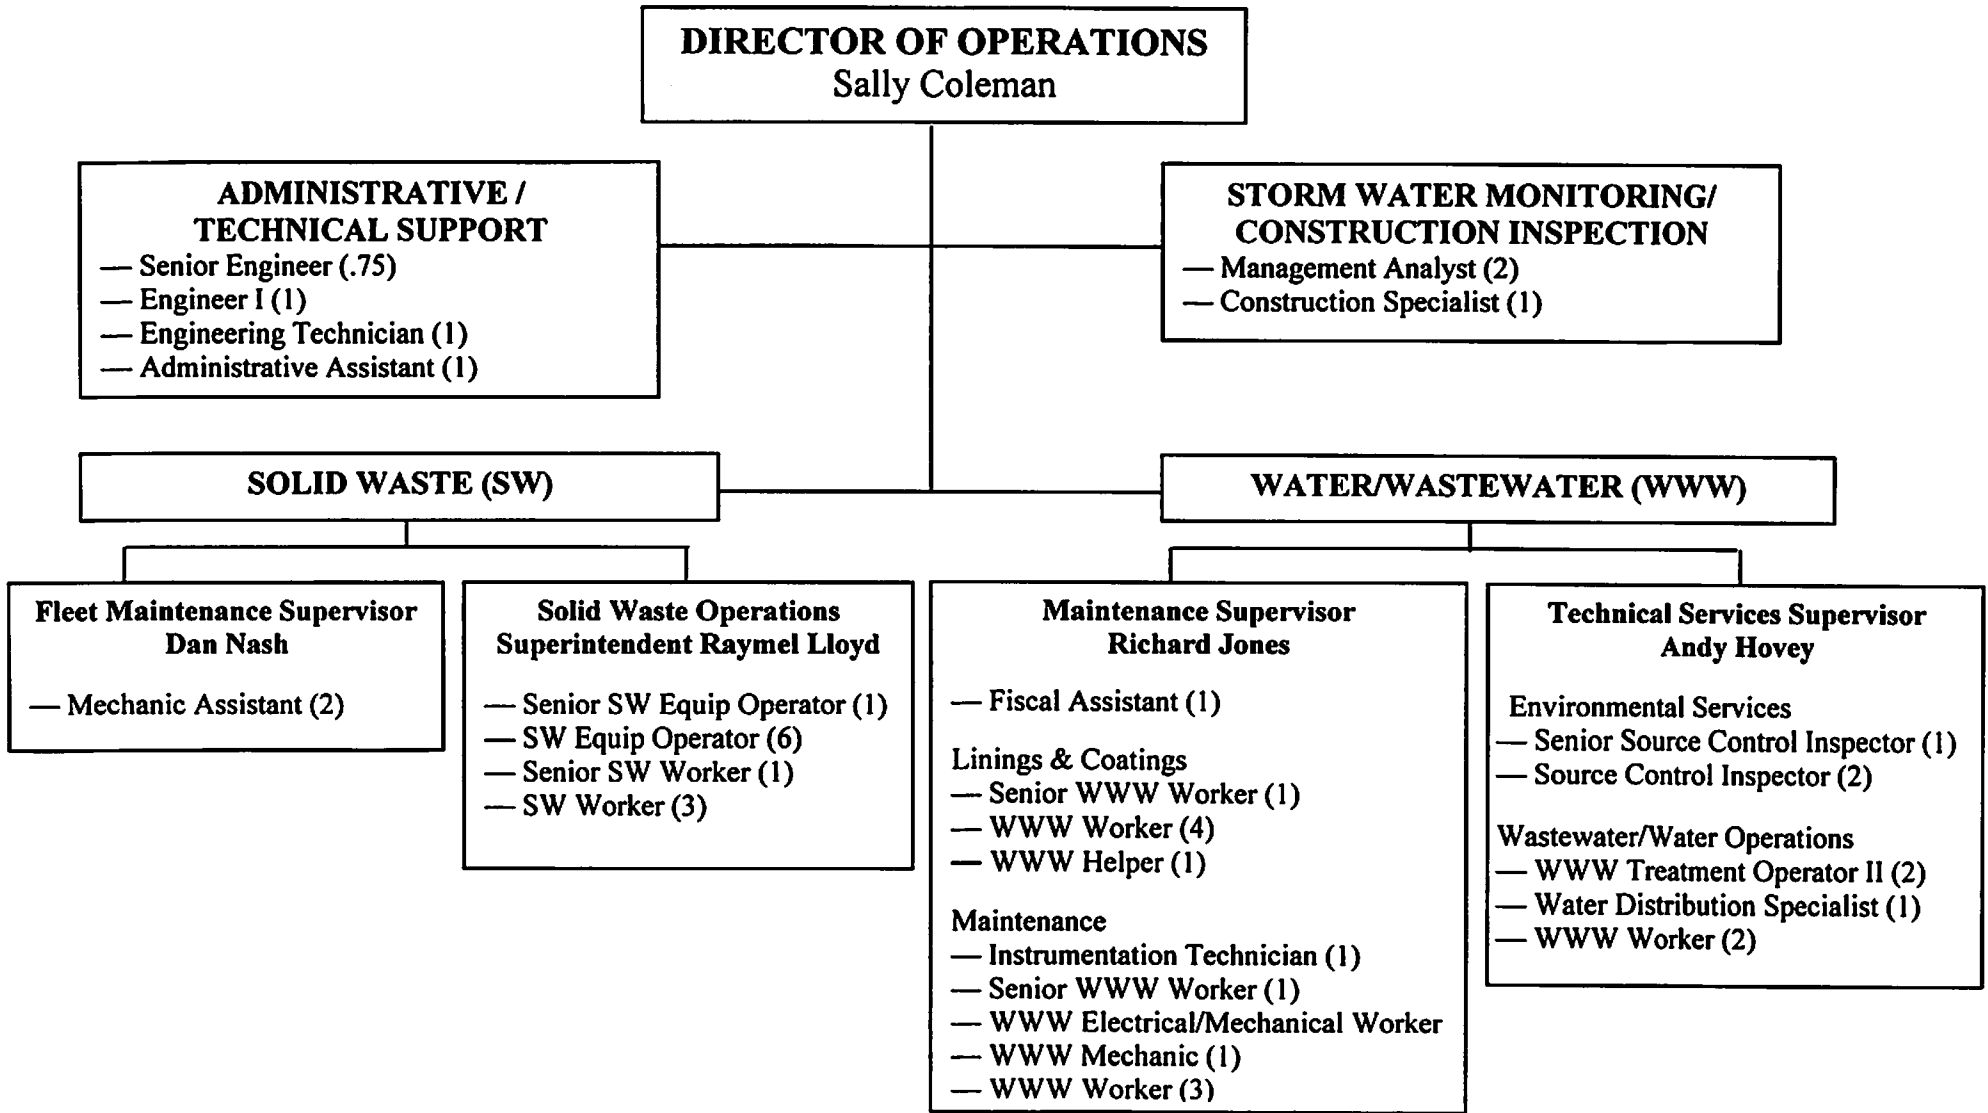 DIRECTOR OF OPERATIONS
Sally Coleman
ADMINISTRATIVE /
TECHNICAL SUPPORT
— Senior Engineer (.75)
— Engineer I (1)
— Engineering Technician (1)
— Administrative Assistant (1)
STORM WATER MONITORING/
CONSTRUCTION INSPECTION
— Management Analyst (2)
— Construction Specialist (1)
SOLID WASTE (SW)
WATER/WASTEWATER (WWW)
Fleet Maintenance Supervisor
Dan Nash
— Mechanic Assistant (2)
Solid Waste Operations
Superintendent Raymel Lloyd
— Senior SW Equip Operator (1)
— SW Equip Operator (6)
— Senior SW Worker (1)
— SW Worker (3)
Maintenance Supervisor
Richard Jones
— Fiscal Assistant (1)
Linings & Coatings
— Senior WWW Worker (1)
— WWW Worker (4)
— WWW Helper (1)
Maintenance
— Instrumentation Technician (1)
— Senior WWW Worker (1)
— WWW Electrical/Mechanical Worker
— WWW Mechanic (1)
— WWW Worker (3)
Technical Services Supervisor
Andy Hovey
Environmental Services
— Senior Source Control Inspector (1)
— Source Control Inspector (2)
Wastewater/Water Operations
— WWW Treatment Operator II (2)
— Water Distribution Specialist (1)
— WWW Worker (2)